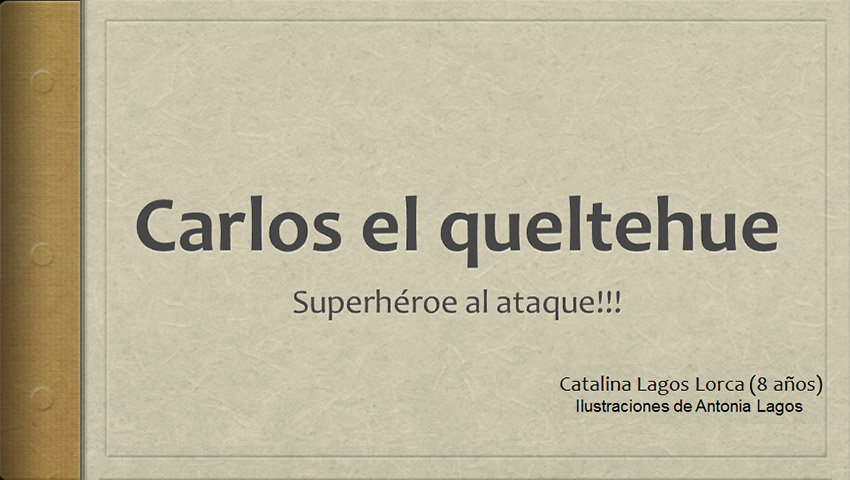 Carlos el queltehue
Superhéroe al ataque!!!
Catalina Lagos Lorca (8 años)
Ilustraciones de Antonia Lagos